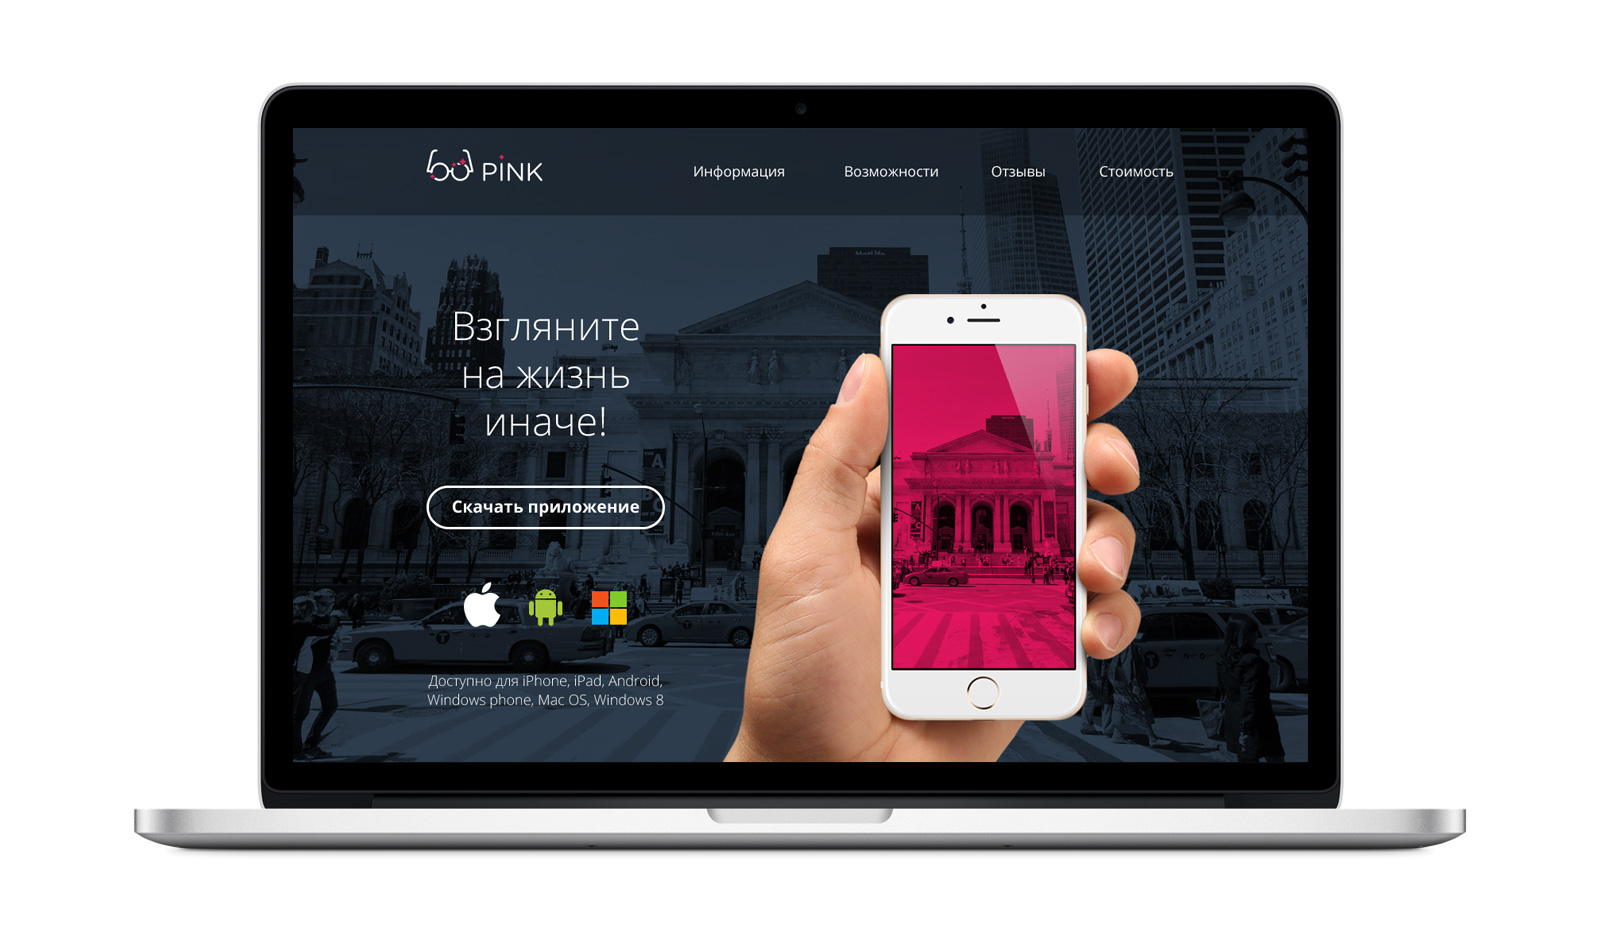 PINK
Информация
Возможности
Отзывы
Стоимость
Взгляните
на жизнь
иначе!
Скачать приложение
Доступно для iPhone, iPad, Android,
Windows phone, Mac OS, Windows 8